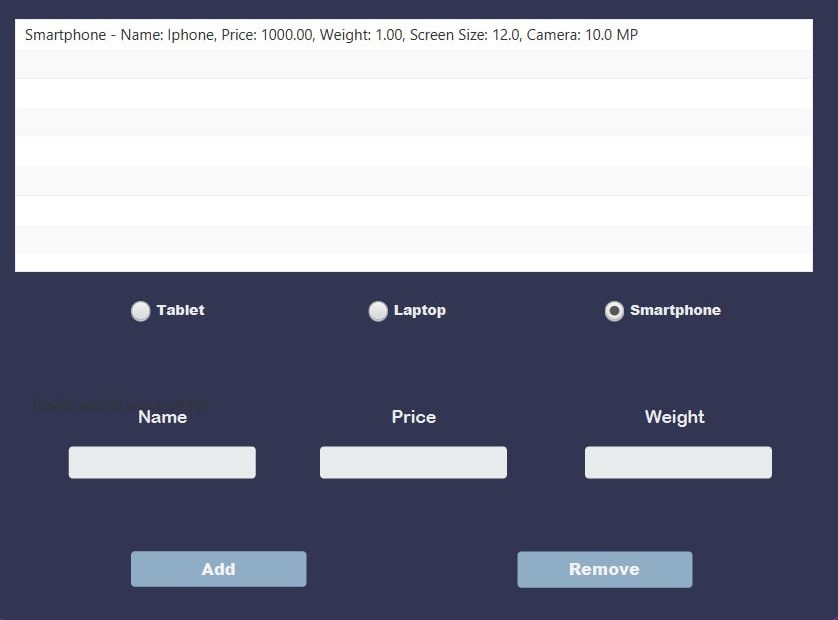 Smartphone - Name: Iphone, Price: 1000.00, Weight: 1.00, Screen Size: 12.0, Camera: 10.0 MP
Tablet Laptop Smartphone
Device added
Name Price Weight
Add Remove